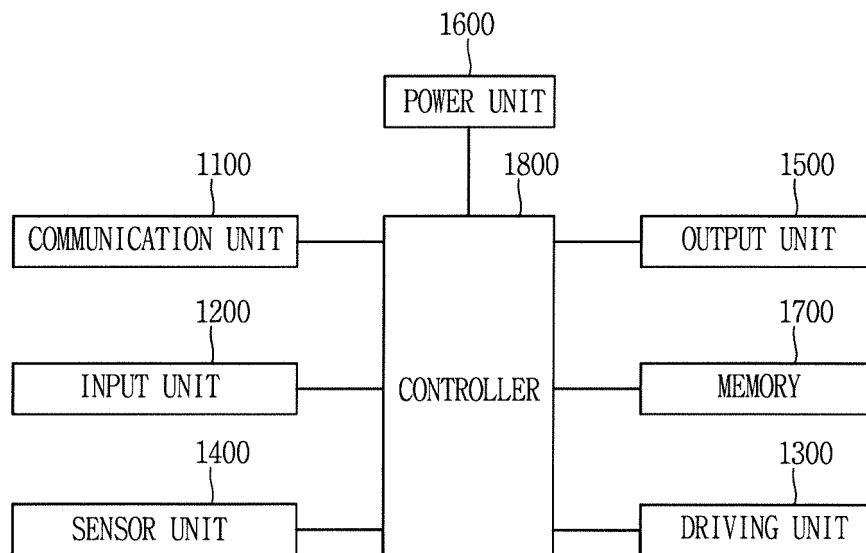 1600
POWER UNIT
1100
1800
1500
COMMUNICATION UNIT
OUTPUT UNIT
1200
1700
INPUT UNIT
CONTROLLER
MEMORY
1400
1300
SENSOR UNIT
DRIVING UNIT